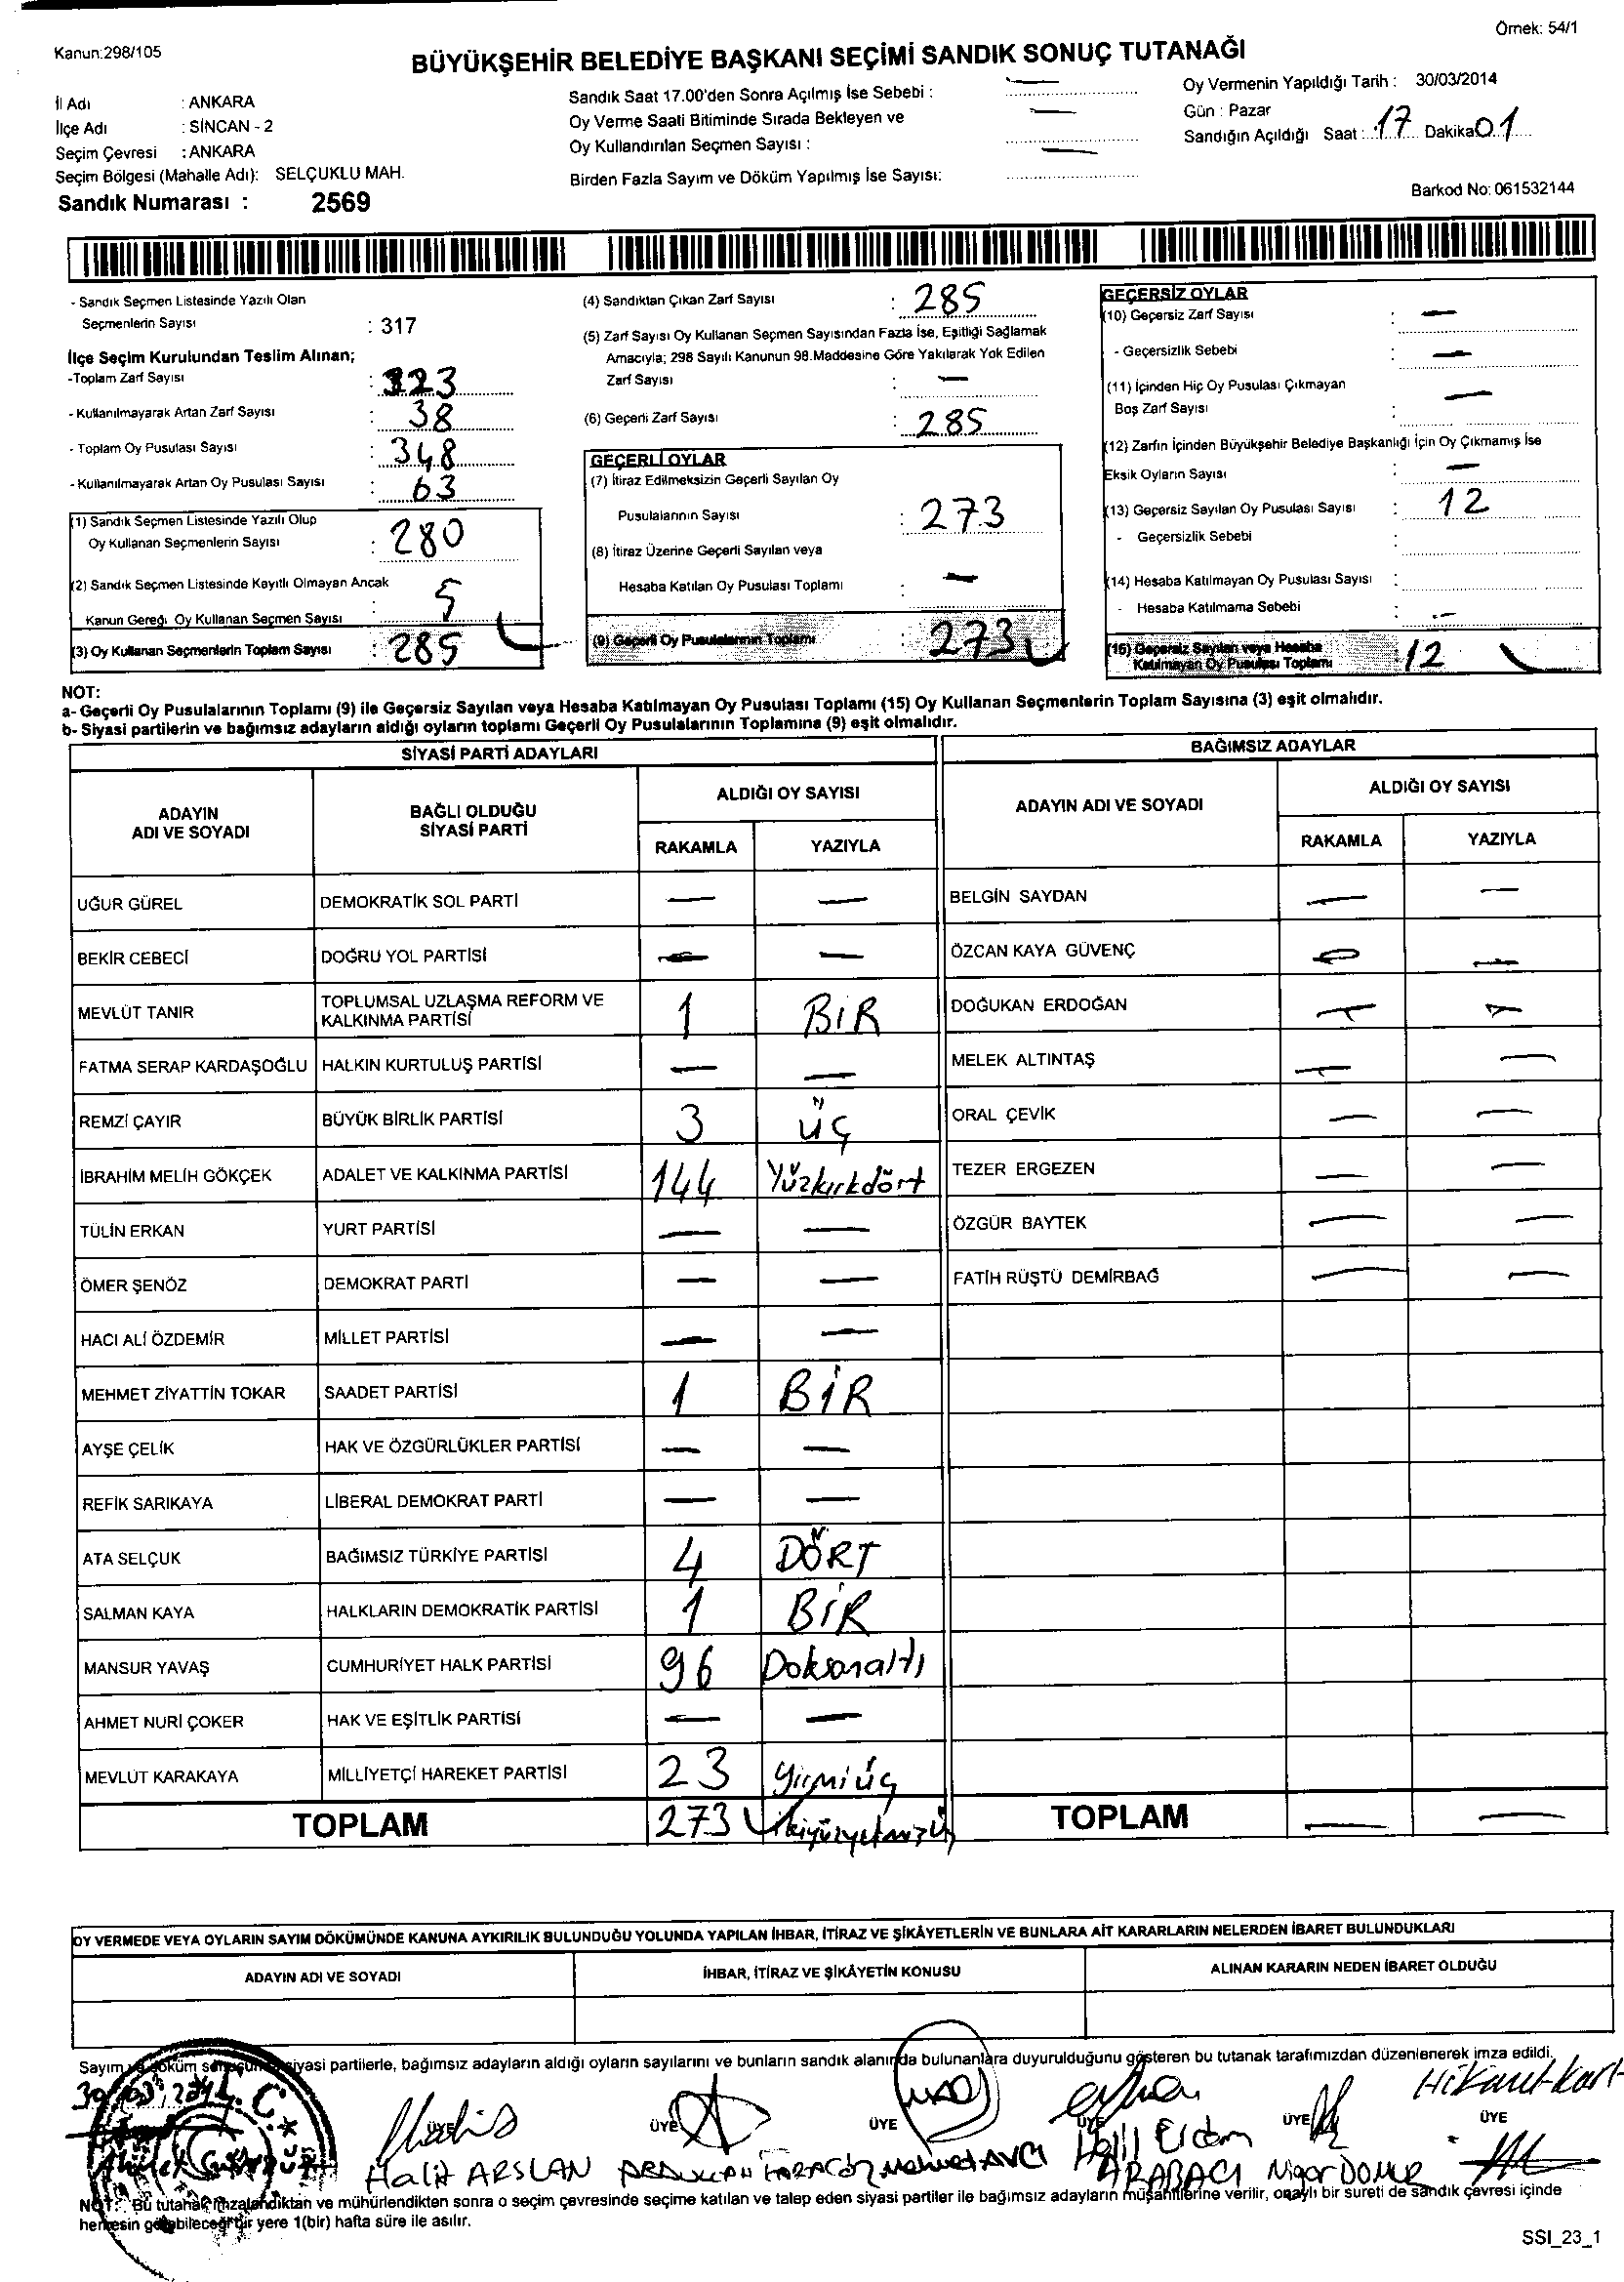 Örnek: 54/1
Kanun:298/105
BÜYÜKŞEHİR BELEDİYE BAŞKANI SEÇİMİ SANDIK SONUÇ TUTANAĞI
İl Adı : ANKARA
İlçe Adı : SİNCAN - 2
Seçim Çevresi : ANKARA
Seçim Bölgesi (Mahalle Adı): SELÇUKLU MAH.
Sandık Numarası : 2569
Sandık Saat 17.00'den Sonra Açılmış İse Sebebi : —
Oy Verme Saati Bitiminde Sırada Bekleyen ve
Oy Kullandırılan Seçmen Sayısı : —
Birden Fazla Sayım ve Döküm Yapılmış İse Sayısı: —
Oy Vermenin Yapıldığı Tarih : 30/03/2014
Gün : Pazar
Sandığın Açıldığı Saat : 17 Dakika 01
Barkod No: 061532144
- Sandık Seçmen Listesinde Yazılı Olan
Seçmenlerin Sayısı : 317
İlçe Seçim Kurulundan Teslim Alınan;
-Toplam Zarf Sayısı : 323
- Kullanılmayarak Artan Zarf Sayısı : 38
- Toplam Oy Pusulası Sayısı : 348
- Kullanılmayarak Artan Oy Pusulası Sayısı : 63
(1) Sandık Seçmen Listesinde Yazılı Olup
Oy Kullanan Seçmenlerin Sayısı : 280
(2) Sandık Seçmen Listesinde Kayıtlı Olmayan Ancak
Kanun Gereği Oy Kullanan Seçmen Sayısı : 5
(3) Oy Kullanan Seçmenlerin Toplam Sayısı : 285
(4) Sandıktan Çıkan Zarf Sayısı : 285
(5) Zarf Sayısı Oy Kullanan Seçmen Sayısından Fazla İse, Eşitliği Sağlamak
Amacıyla; 298 Sayılı Kanunun 98.Maddesine Göre Yakılarak Yok Edilen
Zarf Sayısı : —
(6) Geçerli Zarf Sayısı : 285
GEÇERLİ OYLAR
(7) İtiraz Edilmeksizin Geçerli Sayılan Oy
Pusulalarının Sayısı : 273
(8) İtiraz Üzerine Geçerli Sayılan veya
Hesaba Katılan Oy Pusulası Toplamı : —
(9) Geçerli Oy Pusulalarının Toplamı : 273
GEÇERSİZ OYLAR
(10) Geçersiz Zarf Sayısı : —
- Geçersizlik Sebebi : —
(11) İçinden Hiç Oy Pusulası Çıkmayan
Boş Zarf Sayısı : —
(12) Zarfın İçinden Büyükşehir Belediye Başkanlığı İçin Oy Çıkmamış İse
Eksik Oyların Sayısı : —
(13) Geçersiz Sayılan Oy Pusulası Sayısı : 12
- Geçersizlik Sebebi :
(14) Hesaba Katılmayan Oy Pusulası Sayısı :
- Hesaba Katılmama Sebebi : —
(15) Geçersiz Sayılan veya Hesaba
Katılmayan Oy Pusulası Toplamı : 12
NOT:
a- Geçerli Oy Pusulalarının Toplamı (9) ile Geçersiz Sayılan veya Hesaba Katılmayan Oy Pusulası Toplamı (15) Oy Kullanan Seçmenlerin Toplam Sayısına (3) eşit olmalıdır.
b- Siyasi partilerin ve bağımsız adayların aldığı oyların toplamı Geçerli Oy Pusulalarının Toplamına (9) eşit olmalıdır.
SİYASİ PARTİ ADAYLARI
ADAYIN ADI VE SOYADI BAĞLI OLDUĞU SİYASİ PARTİ ALDIĞI OY SAYISI
RAKAMLA YAZIYLA
UĞUR GÜREL DEMOKRATİK SOL PARTİ — —
BEKİR CEBECİ DOĞRU YOL PARTİSİ — —
MEVLÜT TANIR TOPLUMSAL UZLAŞMA REFORM VE KALKINMA PARTİSİ 1 BİR
FATMA SERAP KARDAŞOĞLU HALKIN KURTULUŞ PARTİSİ — —
REMZİ ÇAYIR BÜYÜK BİRLİK PARTİSİ 3 üç
İBRAHİM MELİH GÖKÇEK ADALET VE KALKINMA PARTİSİ 144 Yüzkırkdört
TÜLİN ERKAN YURT PARTİSİ — —
ÖMER ŞENÖZ DEMOKRAT PARTİ — —
HACI ALİ ÖZDEMİR MİLLET PARTİSİ — —
MEHMET ZİYATTİN TOKAR SAADET PARTİSİ 1 BİR
AYŞE ÇELİK HAK VE ÖZGÜRLÜKLER PARTİSİ — —
REFİK SARIKAYA LİBERAL DEMOKRAT PARTİ — —
ATA SELÇUK BAĞIMSIZ TÜRKİYE PARTİSİ 4 DÖRT
SALMAN KAYA HALKLARIN DEMOKRATİK PARTİSİ 1 BİR
MANSUR YAVAŞ CUMHURİYET HALK PARTİSİ 96 Doksanaltı
AHMET NURİ ÇOKER HAK VE EŞİTLİK PARTİSİ — —
MEVLÜT KARAKAYA MİLLİYETÇİ HAREKET PARTİSİ 23 yirmiüç
TOPLAM 273
BAĞIMSIZ ADAYLAR
ADAYIN ADI VE SOYADI ALDIĞI OY SAYISI
RAKAMLA YAZIYLA
BELGİN SAYDAN — —
ÖZCAN KAYA GÜVENÇ — —
DOĞUKAN ERDOĞAN — —
MELEK ALTINTAŞ — —
ORAL ÇEVİK — —
TEZER ERGEZEN — —
ÖZGÜR BAYTEK — —
FATİH RÜŞTÜ DEMİRBAĞ — —
TOPLAM — —
OY VERMEDE VEYA OYLARIN SAYIM DÖKÜMÜNDE KANUNA AYKIRILIK BULUNDUĞU YOLUNDA YAPILAN İHBAR, İTİRAZ VE ŞİKÂYETLERİN VE BUNLARA AİT KARARLARIN NELERDEN İBARET BULUNDUKLARI
ADAYIN ADI VE SOYADI İHBAR, İTİRAZ VE ŞİKÂYETİN KONUSU ALINAN KARARIN NEDEN İBARET OLDUĞU
Sayım siyasi partilerle, bağımsız adayların aldığı oyların sayılarını ve bunların sandık alanında bulunanlara duyurulduğunu gösteren bu tutanak tarafımızdan düzenlenerek imza edildi.
ÜYE ÜYE ÜYE ÜYE ÜYE ÜYE
Halit ARSLAN Mehmet AVCI Halil ARABACI
NOT: Bu tutanak imzalandıktan ve mühürlendikten sonra o seçim çevresinde seçime katılan ve talep eden siyasi partiler ile bağımsız adayların müşahitlerine verilir, onaylı bir sureti de sandık çevresi içinde
herkesin görebileceği bir yere 1(bir) hafta süre ile asılır.
SSI_23_1